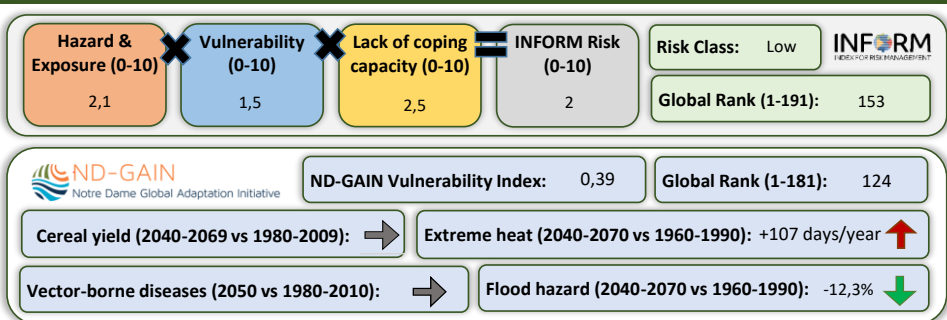 Hazard & Exposure (0-10)
2,1
Vulnerability (0-10)
1,5
Lack of coping capacity (0-10)
2,5
INFORM Risk (0-10)
2
Risk Class: Low
INFORM
INDEX FOR RISK MANAGEMENT
Global Rank (1-191): 153
ND-GAIN
Notre Dame Global Adaptation Initiative
ND-GAIN Vulnerability Index: 0,39
Global Rank (1-181): 124
Cereal yield (2040-2069 vs 1980-2009):
Extreme heat (2040-2070 vs 1960-1990): +107 days/year
Vector-borne diseases (2050 vs 1980-2010):
Flood hazard (2040-2070 vs 1960-1990): -12,3%